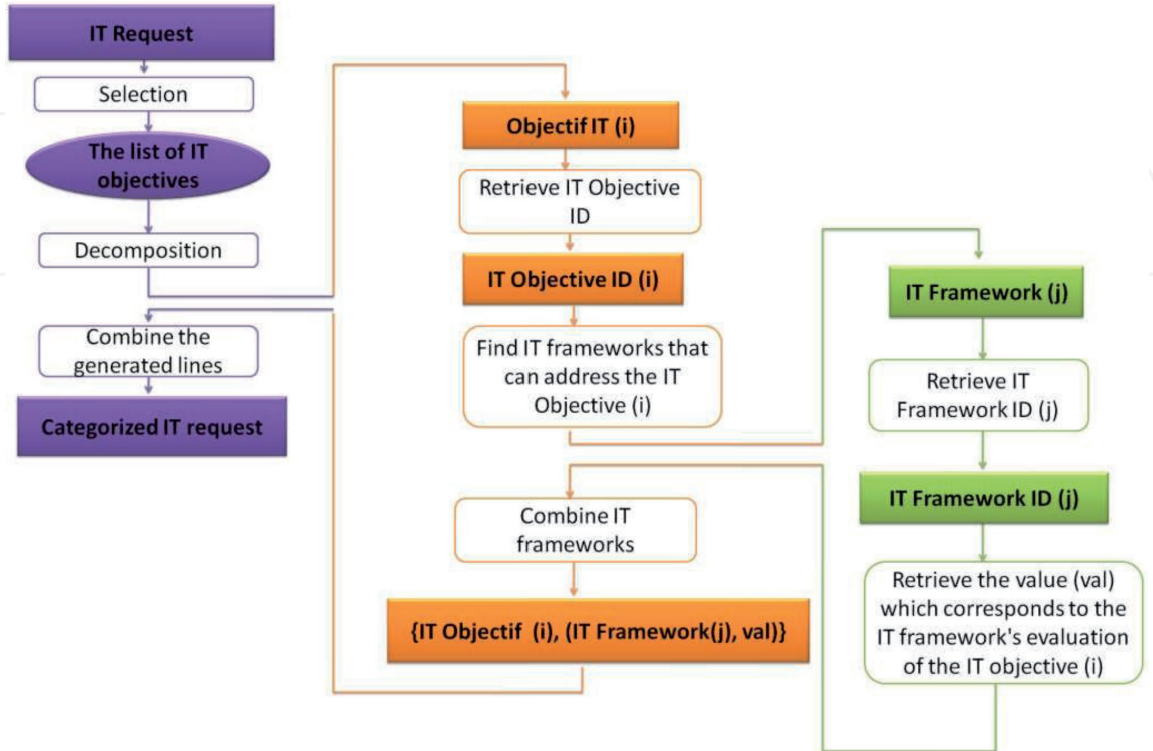 IT Request
Selection
The list of IT
objectives
Decomposition
Combine the
generated lines
Categorized IT request
Objectif IT (i)
Retrieve IT Objective
ID
IT Objective ID (i)
Find IT frameworks that
can address the IT
Objective (i)
Combine IT
frameworks
{IT Objectif (i), (IT Framework(j), val)}
IT Framework (j)
Retrieve IT
Framework ID (j)
IT Framework ID (j)
Retrieve the value (val)
which corresponds to the
IT framework's evaluation
of the IT objective (i)